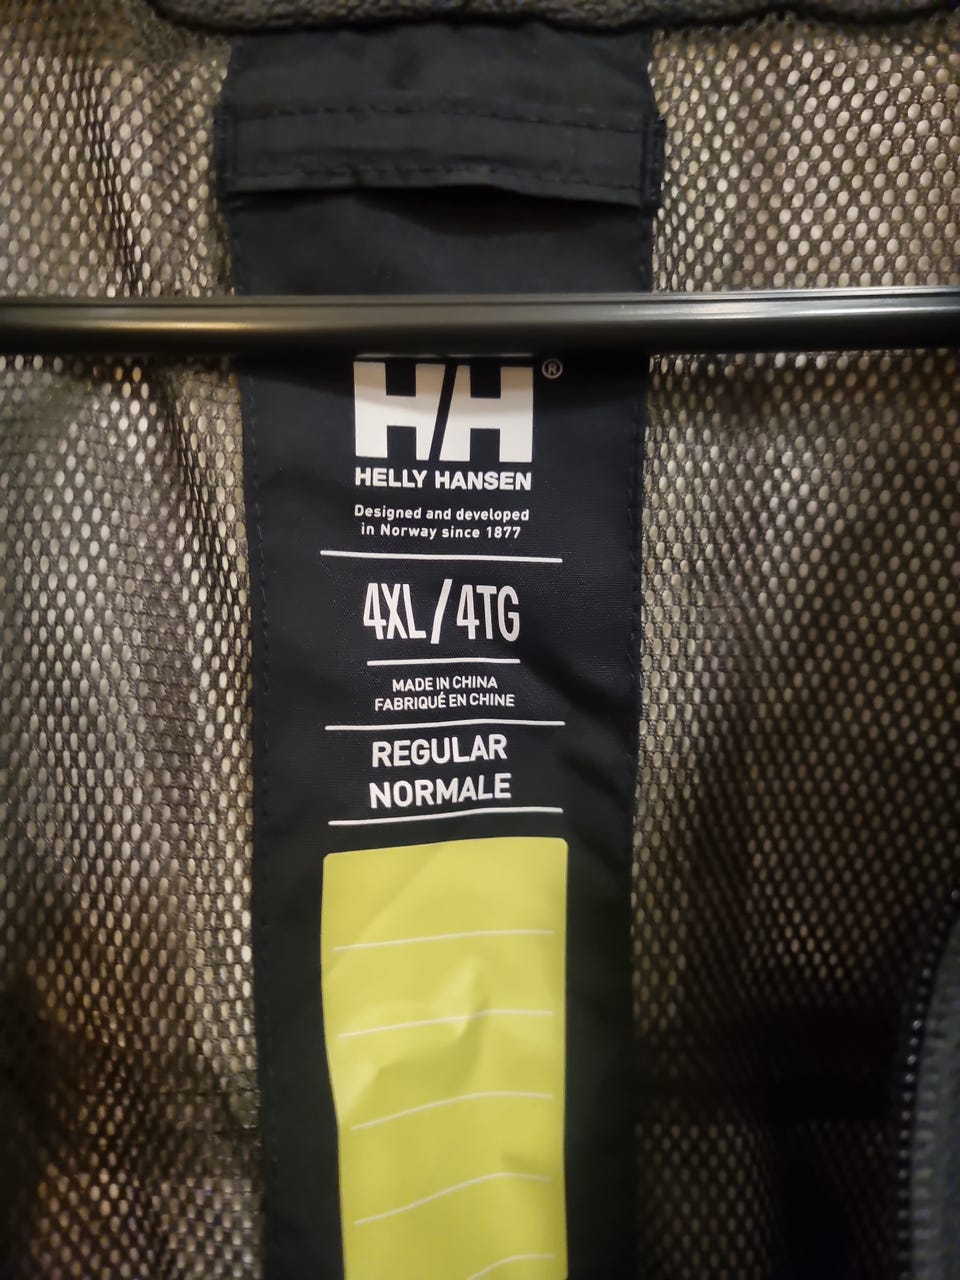 HH®
HELLY HANSEN
Designed and developed
in Norway since 1877
4XL/4TG
MADE IN CHINA
FABRIQUÉ EN CHINE
REGULAR
NORMALE